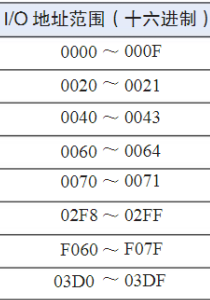 I/O 地址范围（十六进制）
0000 ～ 000F
0020 ～ 0021
0040 ～ 0043
0060 ～ 0064
0070 ～ 0071
02F8 ～ 02FF
F060 ～ F07F
03D0 ～ 03DF